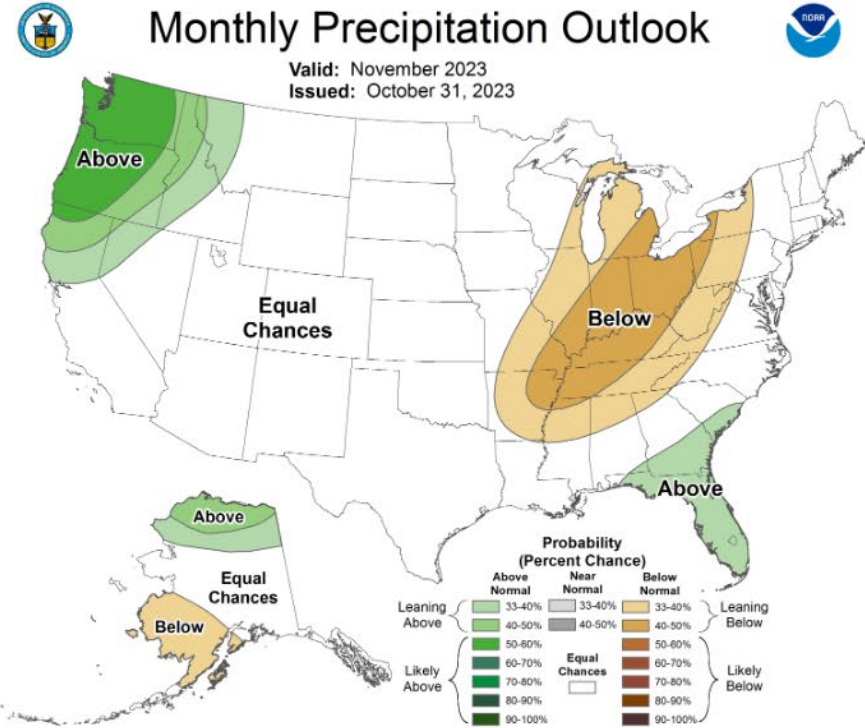 Monthly Precipitation Outlook
NOAA
Valid: November 2023
Issued: October 31, 2023
Above
Equal
Chances
Below
Above
Above
Equal
Chances
Below
Probability
(Percent Chance)
Above
Normal
Near
Normal
Below
Normal
Leaning
Above
33-40%
33-40%
33-40%
Leaning
Below
40-50%
40-50%
40-50%
Likely
Above
50-60%
60-70%
70-80%
80-90%
90-100%
Equal
Chances
50-60%
60-70%
70-80%
80-90%
90-100%
Likely
Below